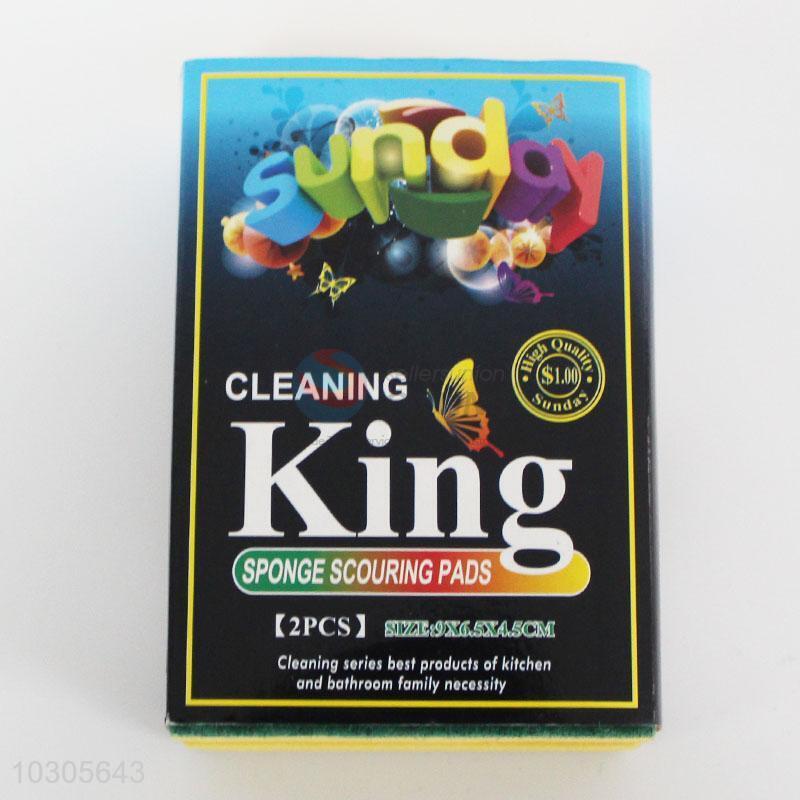 sunday
High Quality
$1.00
Sunday
CLEANING
King
SPONGE SCOURING PADS
【2PCS】 SIZE:9X6.5X4.5CM
Cleaning series best products of kitchen
and bathroom family necessity
10305643